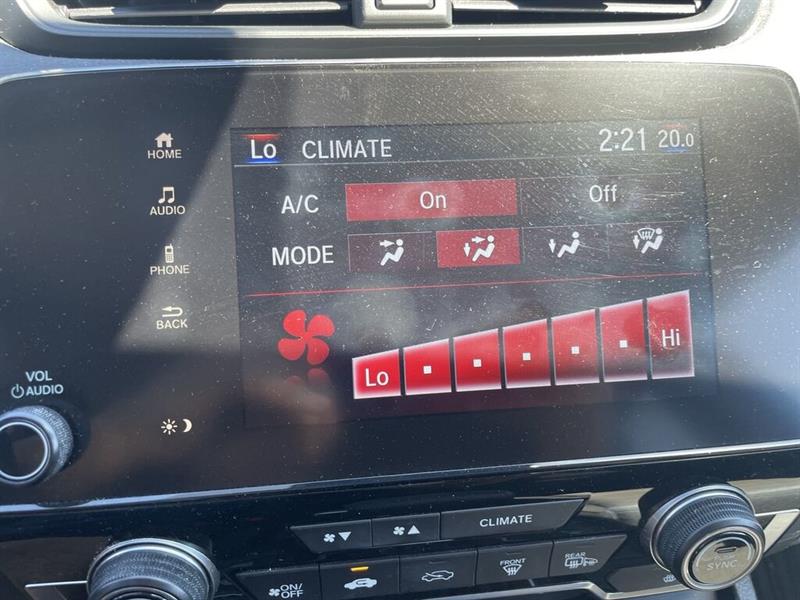 HOME
AUDIO
PHONE
BACK
VOL
AUDIO
Lo CLIMATE 2:21 20.0
A/C On Off
MODE
Lo Hi
CLIMATE
ON/OFF
FRONT
REAR
PUSH
SYNC